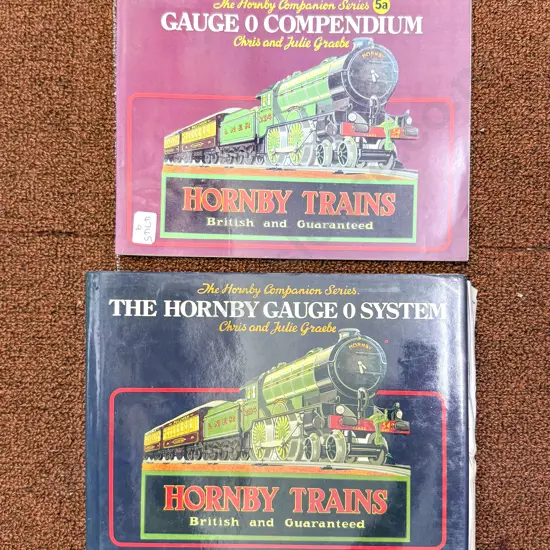 The Hornby Companion Series 5a
GAUGE 0 COMPENDIUM
Chris and Julie Graebe
HORNBY TRAINS
British and Guaranteed
The Hornby Companion Series.
THE HORNBY GAUGE 0 SYSTEM
Chris and Julie Graebe
HORNBY
HORNBY TRAINS
British and Guaranteed